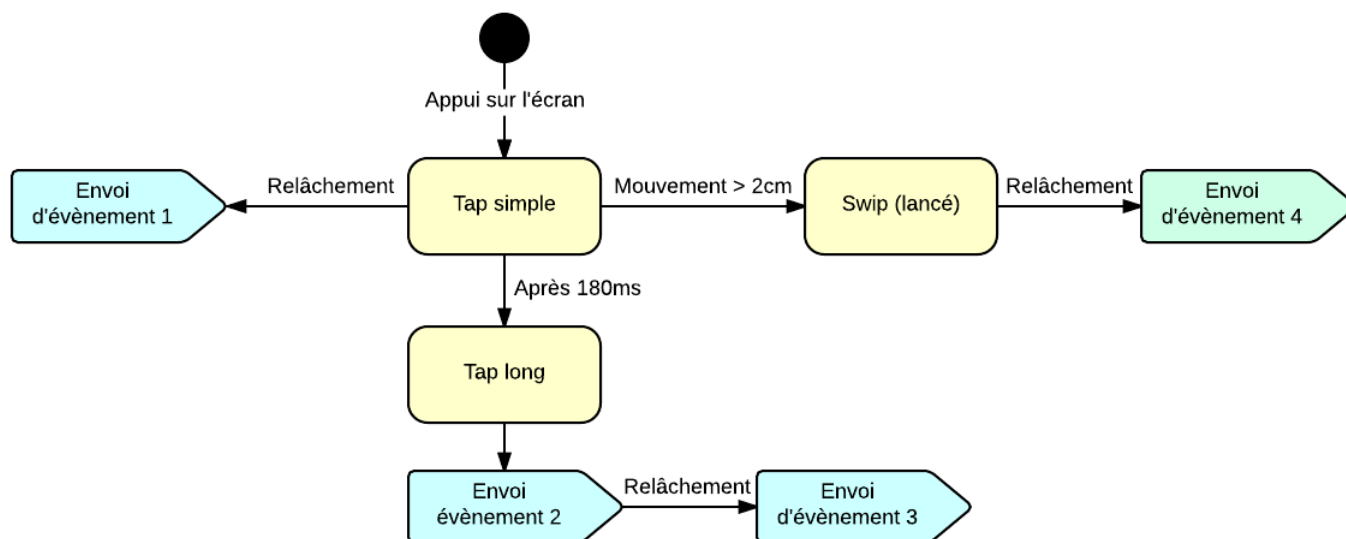 Appui sur l'écran
Envoi
d'évènement 1
Relâchement
Tap simple
Mouvement > 2cm
Swip (lancé)
Relâchement
Envoi
d'évènement 4
Après 180ms
Tap long
Envoi
évènement 2
Relâchement
Envoi
d'évènement 3